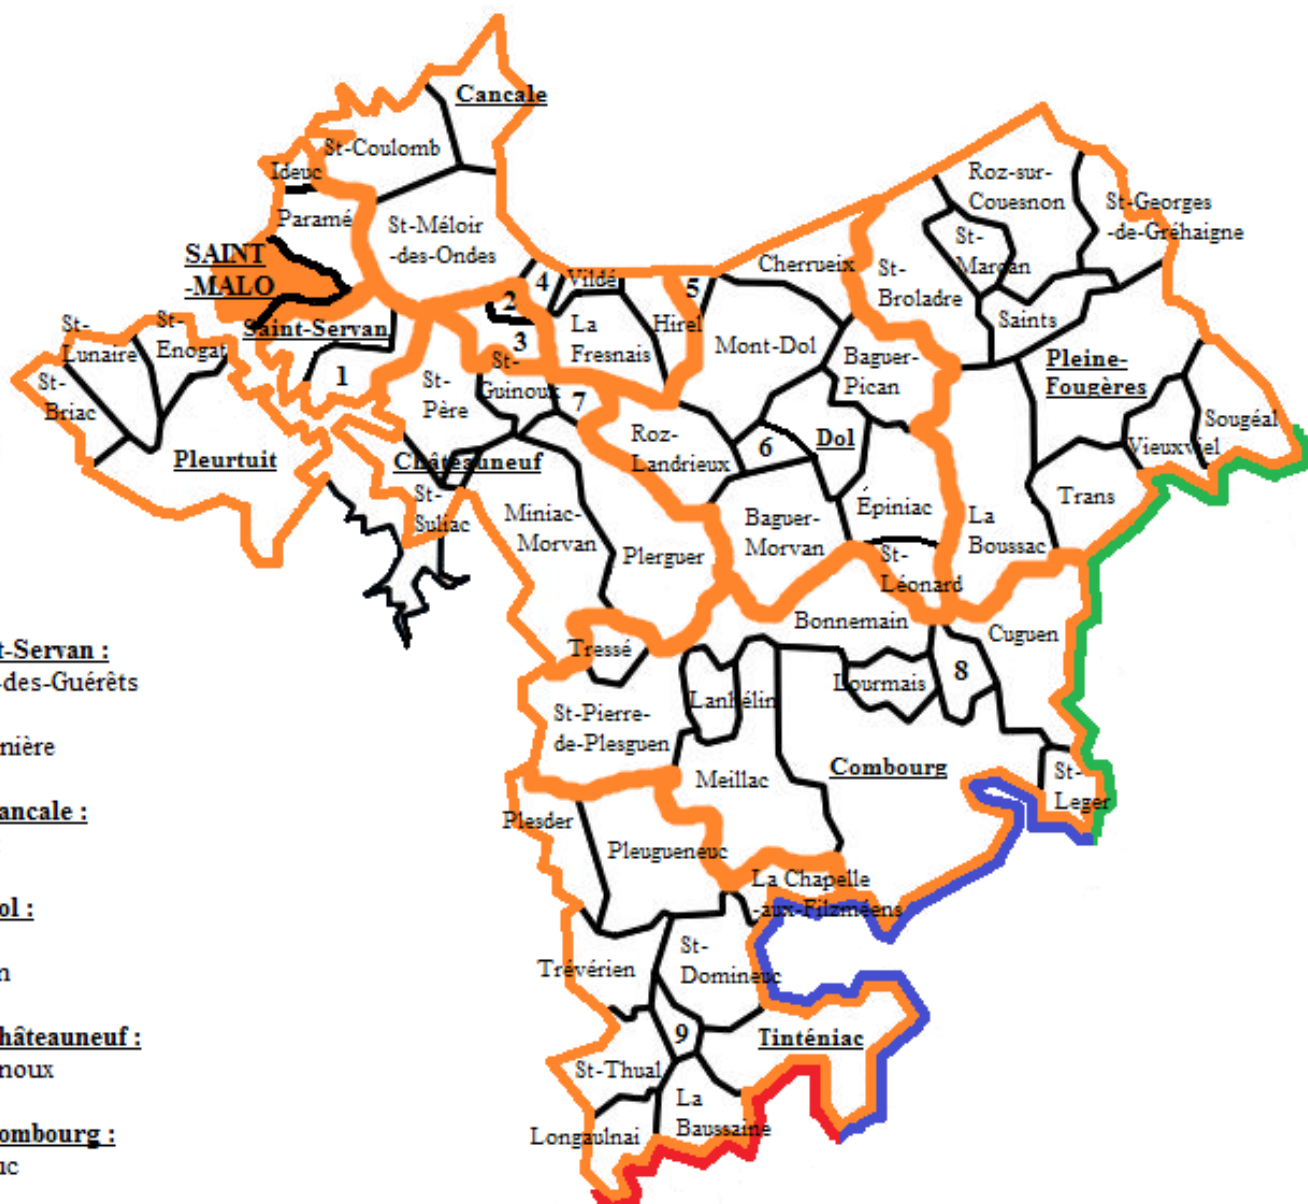 Cancale
St-Coulomb
Ideuc
Paramé
St-Méloir
-des-Ondes
SAINT
-MALO
Saint-Servan
St-
Lunaire
St-
Enogat
St-
Briac
Pleurtuit
1
2
3
4
Vildé
5
La
Fresnais
Hirel
Cherrueix
Mont-Dol
St-
Broladre
Roz-sur-
Couesnon
St-
Marcan
St-Georges
-de-Gréhaigne
Saints
Pleine-
Fougères
Baguer-
Pican
Sougéal
Vieuxviel
Trans
St-
Père
St-
Guinoux
7
Roz-
Landrieux
6
Dol
Châteauneuf
St-
Suliac
Miniac-
Morvan
Plerguer
Baguer-
Morvan
Épiniac
La
Boussac
St-
Léonard
Bonnemain
Cuguen
Tressé
Lanhélin
Lourmais
8
St-Pierre-
de-Plesguen
Meillac
Combourg
St-
Leger
Plesder
Pleugueneuc
La Chapelle
-aux-Filzméens
Trévérien
St-
Domineuc
9
Tinténiac
St-Thual
La
Baussaine
Longaulnai
t-Servan :
-des-Guérêts
nière
ancale :
ol :
n
hâteauneuf :
noux
ombourg :
uc